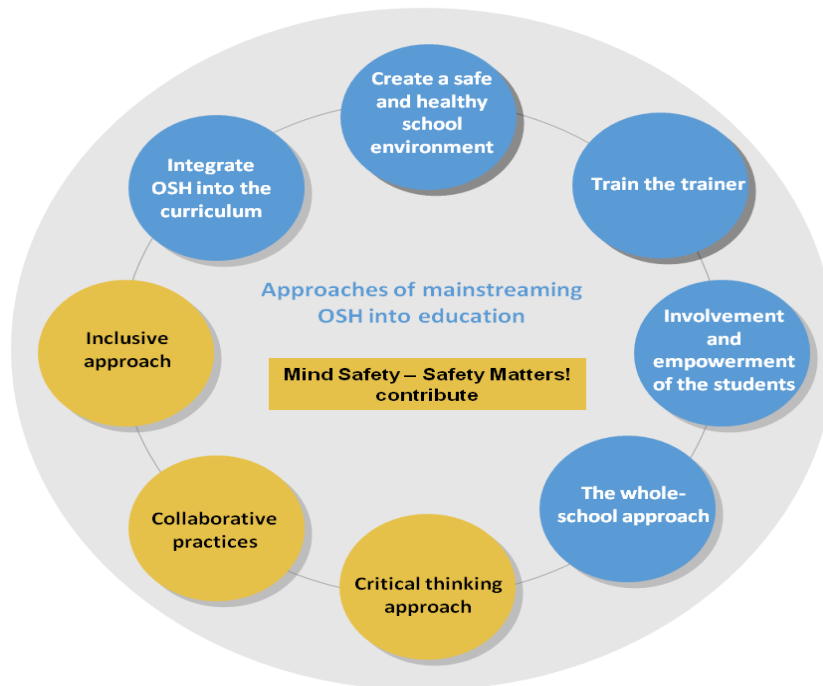 Create a safe
and healthy
school
environment
Integrate
OSH into the
curriculum
Train the trainer
Approaches of mainstreaming
OSH into education
Involvement
and
empowerment
of the students
Inclusive
approach
Mind Safety – Safety Matters!
contribute
The whole-
school approach
Collaborative
practices
Critical thinking
approach